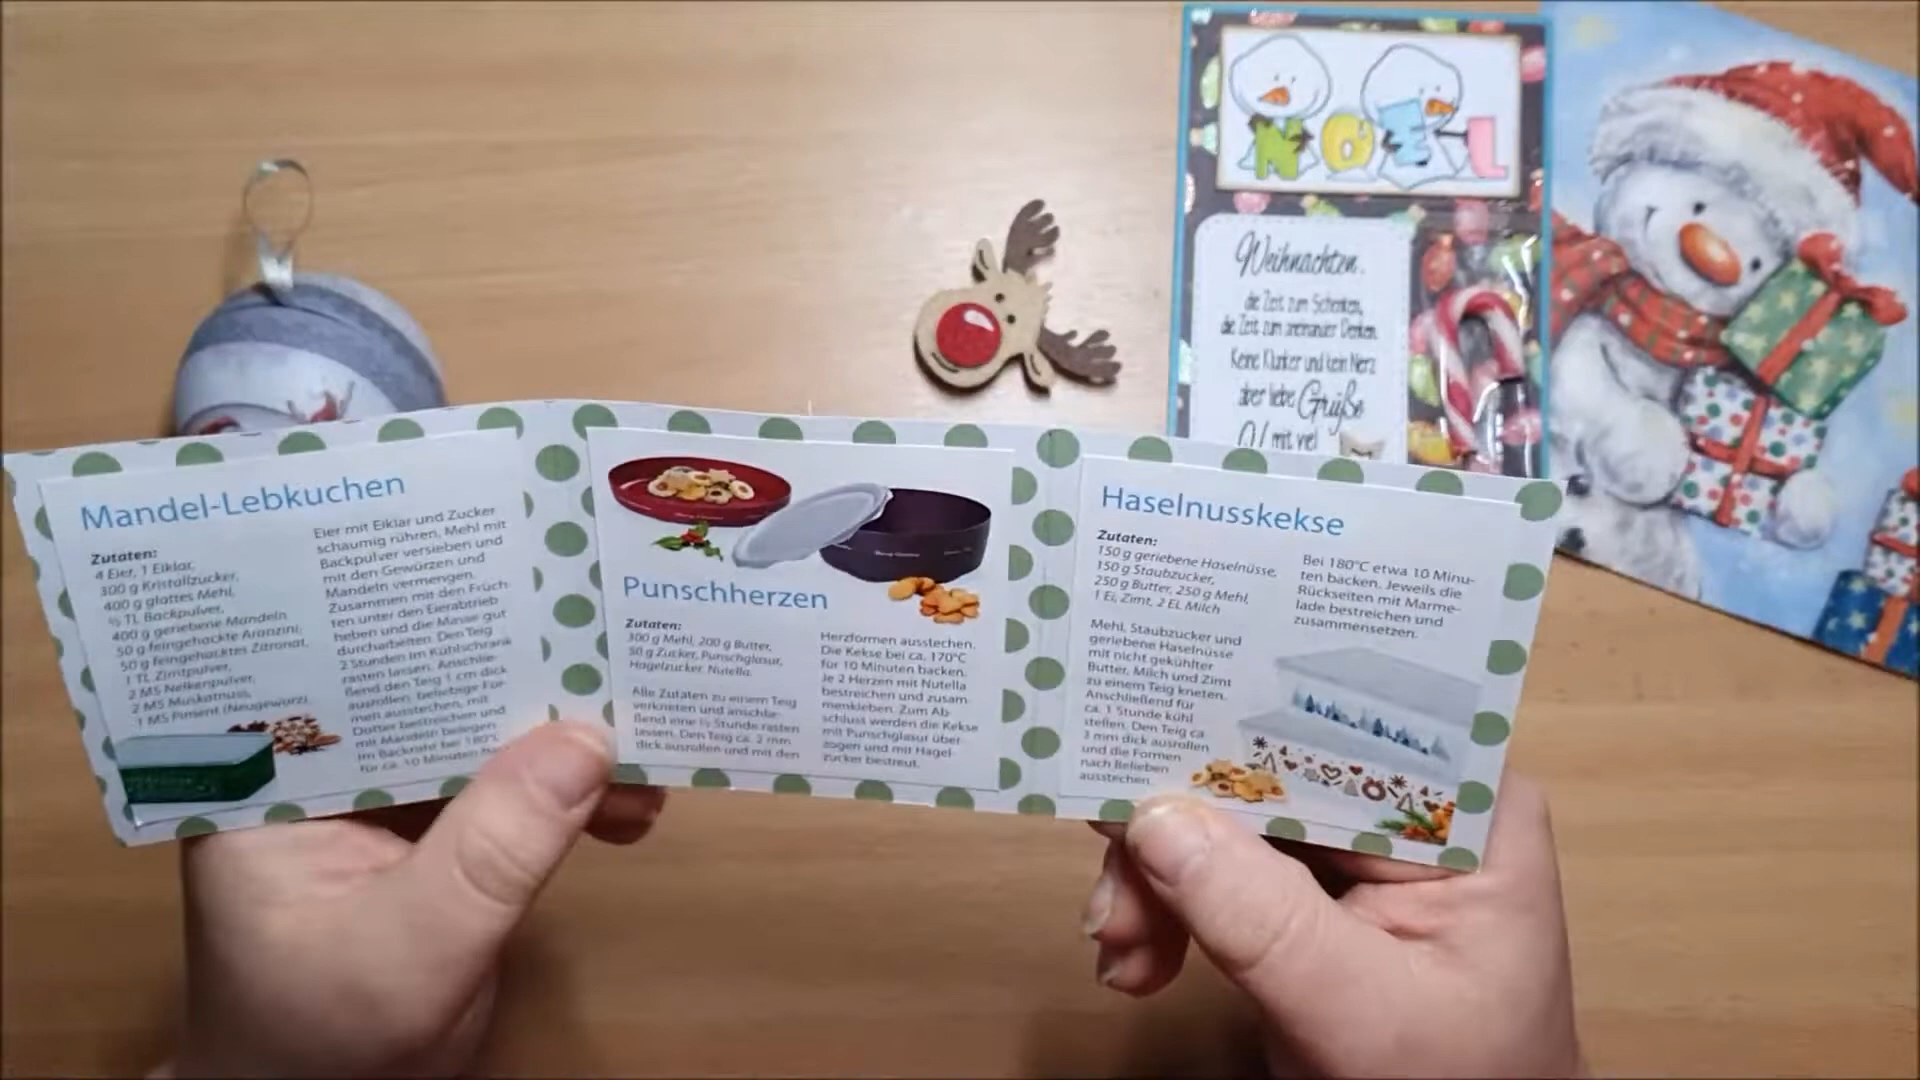 NOEL
Weihnachten.
die Zeit zum Schenken,
die Zeit zum aneinander Denken.
Keine Klunker und kein Nerz
aber liebe Grüße
mit viel
Mandel-Lebkuchen
Zutaten:
4 Eier, 1 Eiklar,
300 g Kristallzucker,
400 g glattes Mehl,
½ TL Backpulver,
400 g geriebene Mandeln
50 g feingehackte Aranzini,
50 g feingehacktes Zitronat,
1 TL Zimtpulver,
2 MS Nelkenpulver,
2 MS Muskatnuss,
1 MS Piment (Neugewürz)
Eier mit Eiklar und Zucker
schaumig rühren, Mehl mit
Backpulver versieben und
mit den Gewürzen und
Mandeln vermengen.
Zusammen mit den Früch-
ten unter den Eierabtrieb
heben und die Masse gut
durcharbeiten. Den Teig
2 Stunden im Kühlschrank
rasten lassen. Anschlie-
ßend den Teig 1 cm dick
ausrollen, beliebige For-
men ausstechen, mit
Dotter bestreichen und
mit Mandeln belegen.
Im Backrohr bei 180°C
für ca. 10 Minuten
Punschherzen
Zutaten:
300 g Mehl, 200 g Butter,
50 g Zucker, Punschglasur,
Hagelzucker, Nutella.
Alle Zutaten zu einem Teig
verkneten und anschlie-
ßend eine ½ Stunde rasten
lassen. Den Teig ca. 2 mm
dick ausrollen und mit den
Herzformen ausstechen.
Die Kekse bei ca. 170°C
für 10 Minuten backen.
Je 2 Herzen mit Nutella
bestreichen und zusam-
menkleben. Zum Ab
schluss werden die Kekse
mit Punschglasur über
zogen und mit Hagel-
zucker bestreut.
Haselnusskekse
Zutaten:
150 g geriebene Haselnüsse,
150 g Staubzucker,
250 g Butter, 250 g Mehl,
1 Ei, Zimt, 2 EL Milch
Mehl, Staubzucker und
geriebene Haselnüsse
mit nicht gekühlter
Butter, Milch und Zimt
zu einem Teig kneten.
Anschließend für
ca. 1 Stunde kühl
stellen. Den Teig ca
3 mm dick ausrollen
und die Formen
nach Belieben
ausstechen.
Bei 180°C etwa 10 Minu-
ten backen. Jeweils die
Rückseiten mit Marme-
lade bestreichen und
zusammensetzen.